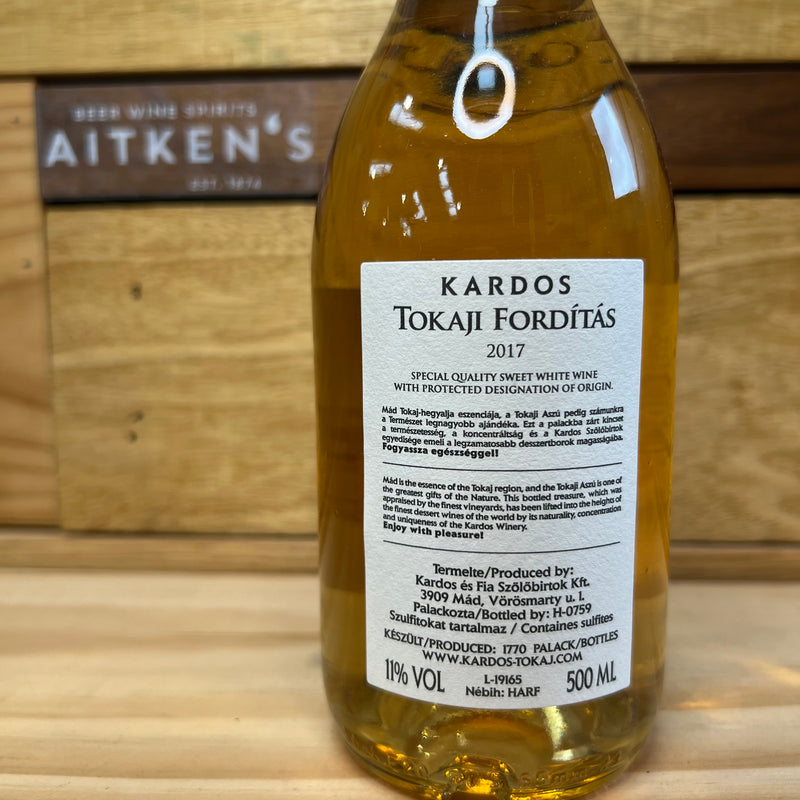 BEER WINE SPIRITS
AITKEN'S
EST. 1874
KARDOS
TOKAJI FORDÍTÁS
2017
SPECIAL QUALITY SWEET WHITE WINE
WITH PROTECTED DESIGNATION OF ORIGIN.
Mád Tokaj-hegyalja eszenciája, a Tokaji Aszú pedig számunkra
a Természet legnagyobb ajándéka. Ezt a palackba zárt kincset
a természetesség, a koncentráltság és a Kardos Szőlőbirtok
egyedisége emeli a legzamatosabb desszertborok magasságába.
Fogyassza egészséggel!
Mád is the essence of the Tokaj region, and the Tokaji Aszú is one of
the greatest gifts of the Nature. This bottled treasure, which was
appraised by the finest vineyards, has been lifted into the heights of
the finest dessert wines of the world by its naturality, concentration
and uniqueness of the Kardos Winery.
Enjoy with pleasure!
Termelte/Produced by:
Kardos és Fia Szőlőbirtok Kft.
3909 Mád, Vörösmarty u. 1.
Palackozta/Bottled by: H-0759
Szulfitokat tartalmaz / Containes sulfites
KÉSZÜLT/PRODUCED: 1770 PALACK/BOTTLES
WWW.KARDOS-TOKAJ.COM
11% VOL
L-19165
Nébih: HARF
500 ML